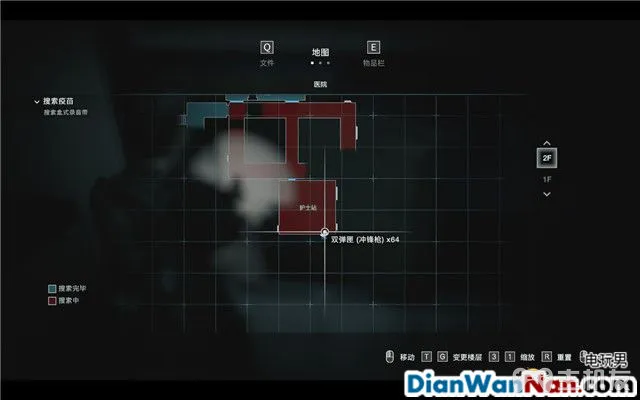 Q
E
文件
地图
物品栏
医院
搜索疫苗
搜索盒式录音带
2F
1F
护士站
双弹匣 (冲锋枪) x64
搜索完毕
搜索中
移动 T G 变更楼层 3 1 缩放 R 重置
电玩男
DianWanNan.com